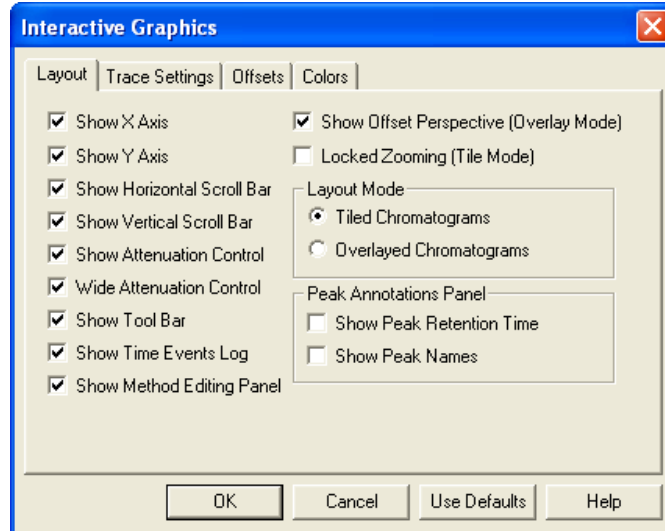 Interactive Graphics
Layout
Trace Settings
Offsets
Colors
Show X Axis
Show Y Axis
Show Horizontal Scroll Bar
Show Vertical Scroll Bar
Show Attenuation Control
Wide Attenuation Control
Show Tool Bar
Show Time Events Log
Show Method Editing Panel
Show Offset Perspective (Overlay Mode)
Locked Zooming (Tile Mode)
Layout Mode
Tiled Chromatograms
Overlayed Chromatograms
Peak Annotations Panel
Show Peak Retention Time
Show Peak Names
OK
Cancel
Use Defaults
Help